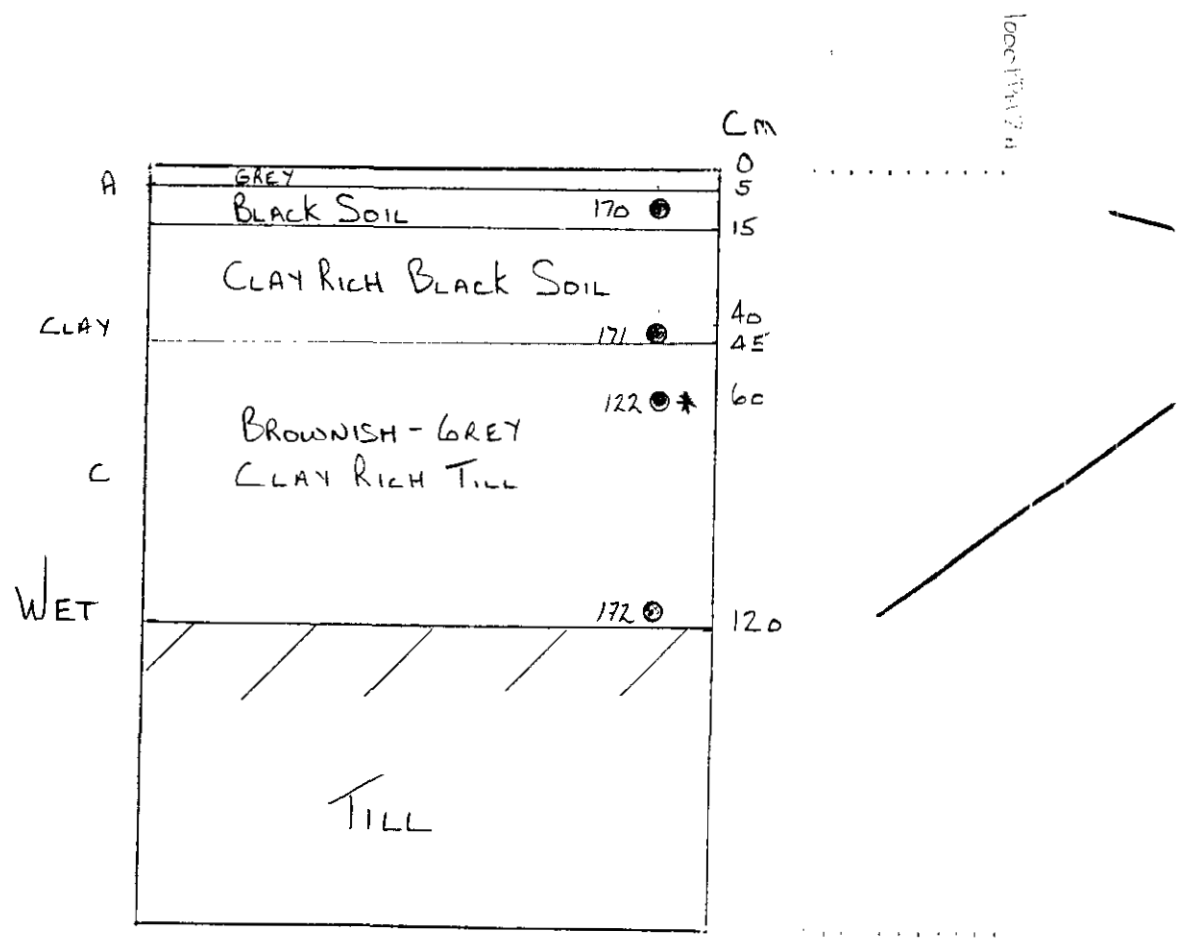 Cm
0
A GREY 5
BLACK SOIL 170
15
CLAY RICH BLACK SOIL
40
CLAY 171 45
122 * 60
BROWNISH-GREY
C CLAY RICH TILL
WET 172 120
TILL